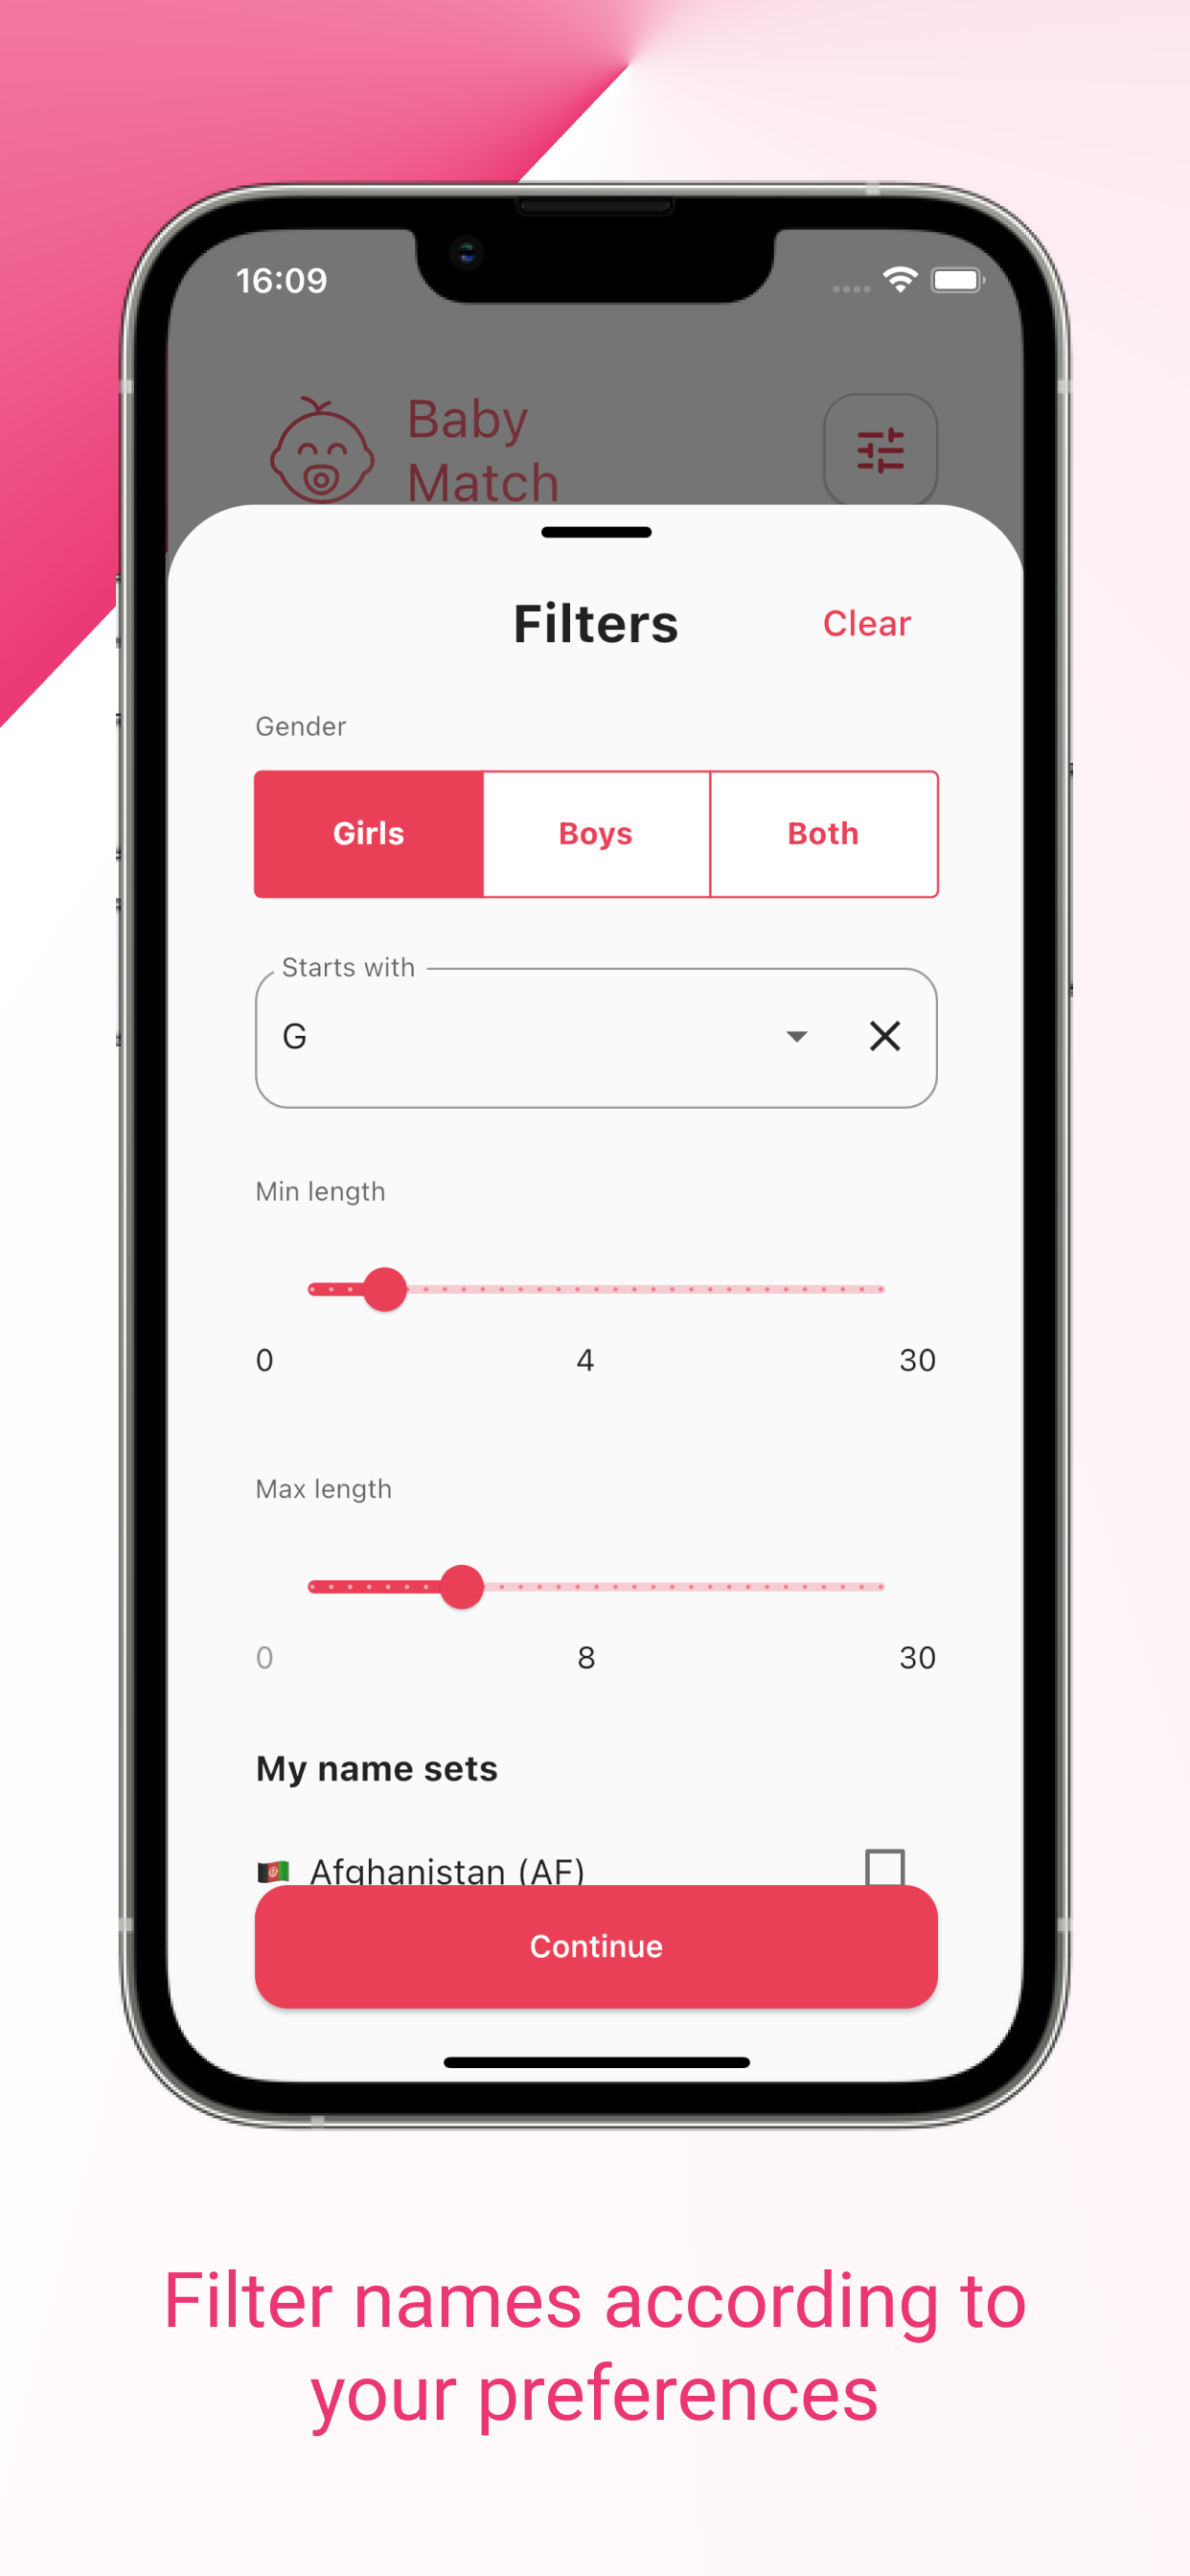 16:09
Baby
Match
Filters
Clear
Gender
Girls Boys Both
Starts with
G
Min length
0 4 30
Max length
0 8 30
My name sets
Afghanistan (AF)
Continue
Filter names according to
your preferences